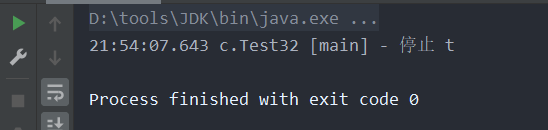 D:\tools\JDK\bin\java.exe ...
21:54:07.643 c.Test32 [main] - 停止 t
Process finished with exit code 0